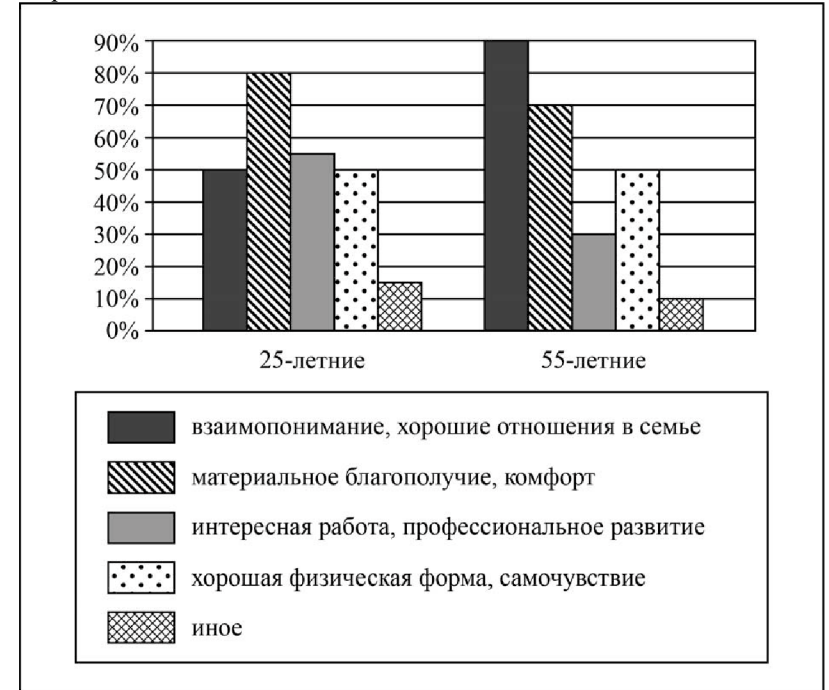 90%
80%
70%
60%
50%
40%
30%
20%
10%
0%
25-летние 55-летние
взаимопонимание, хорошие отношения в семье
материальное благополучие, комфорт
интересная работа, профессиональное развитие
хорошая физическая форма, самочувствие
иное